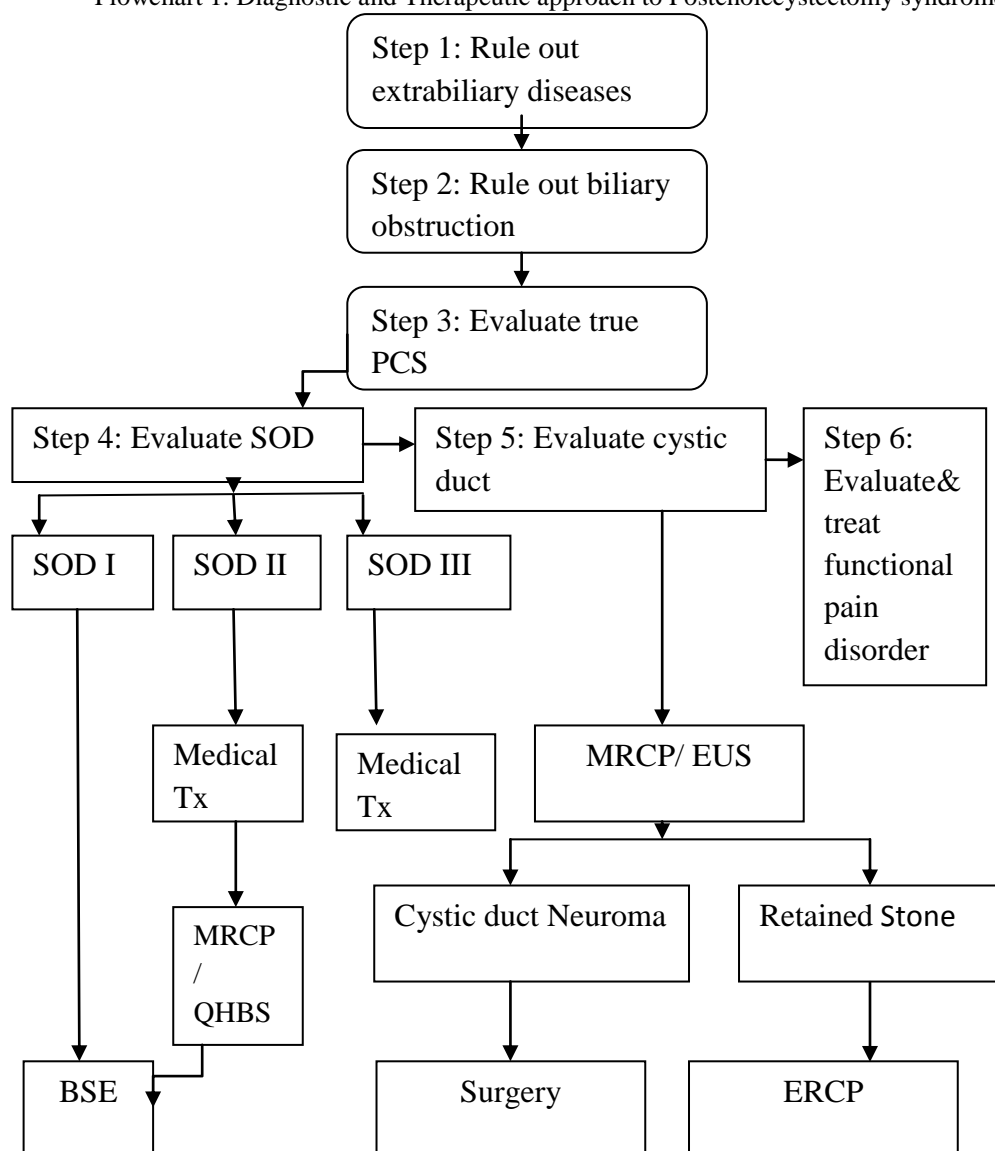 Flowchart 1: Diagnostic and Therapeutic approach to Postcholecystectomy syndrome
Step 1: Rule out
extrabiliary diseases
Step 2: Rule out biliary
obstruction
Step 3: Evaluate true
PCS
Step 4: Evaluate SOD
Step 5: Evaluate cystic
duct
Step 6:
Evaluate&
treat
functional
pain
disorder
SOD I
SOD II
SOD III
Medical
Tx
Medical
Tx
MRCP/ EUS
MRCP
/
QHBS
Cystic duct Neuroma
Retained Stone
BSE
Surgery
ERCP